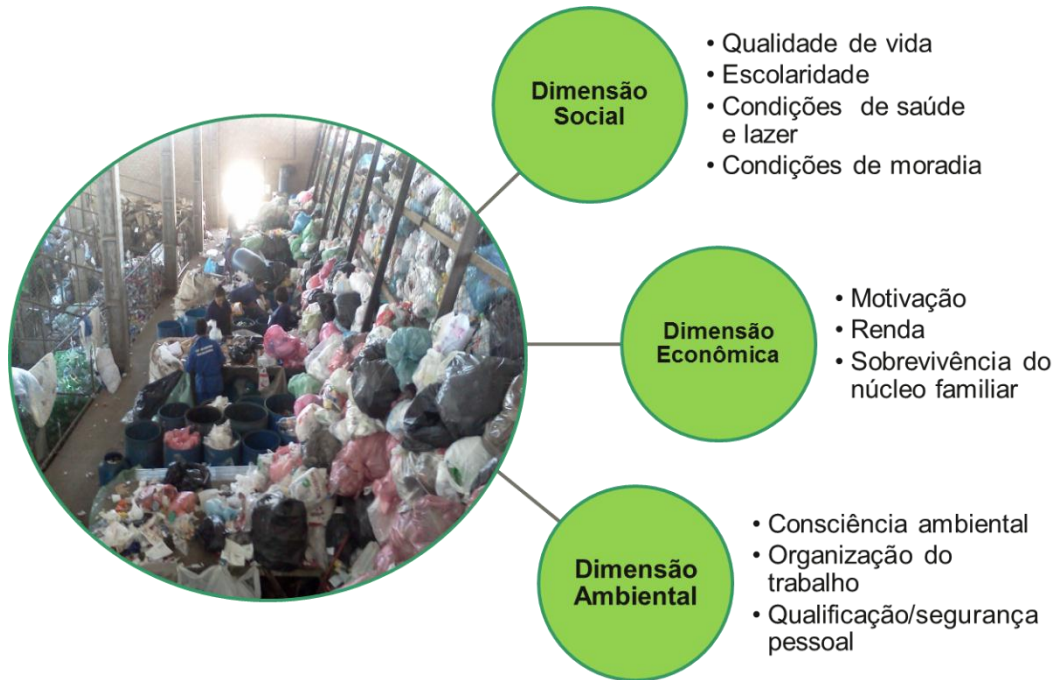 Dimensão
Social
• Qualidade de vida
• Escolaridade
• Condições de saúde
e lazer
• Condições de moradia
Dimensão
Econômica
• Motivação
• Renda
• Sobrevivência do
núcleo familiar
Dimensão
Ambiental
• Consciência ambiental
• Organização do
trabalho
• Qualificação/segurança
pessoal